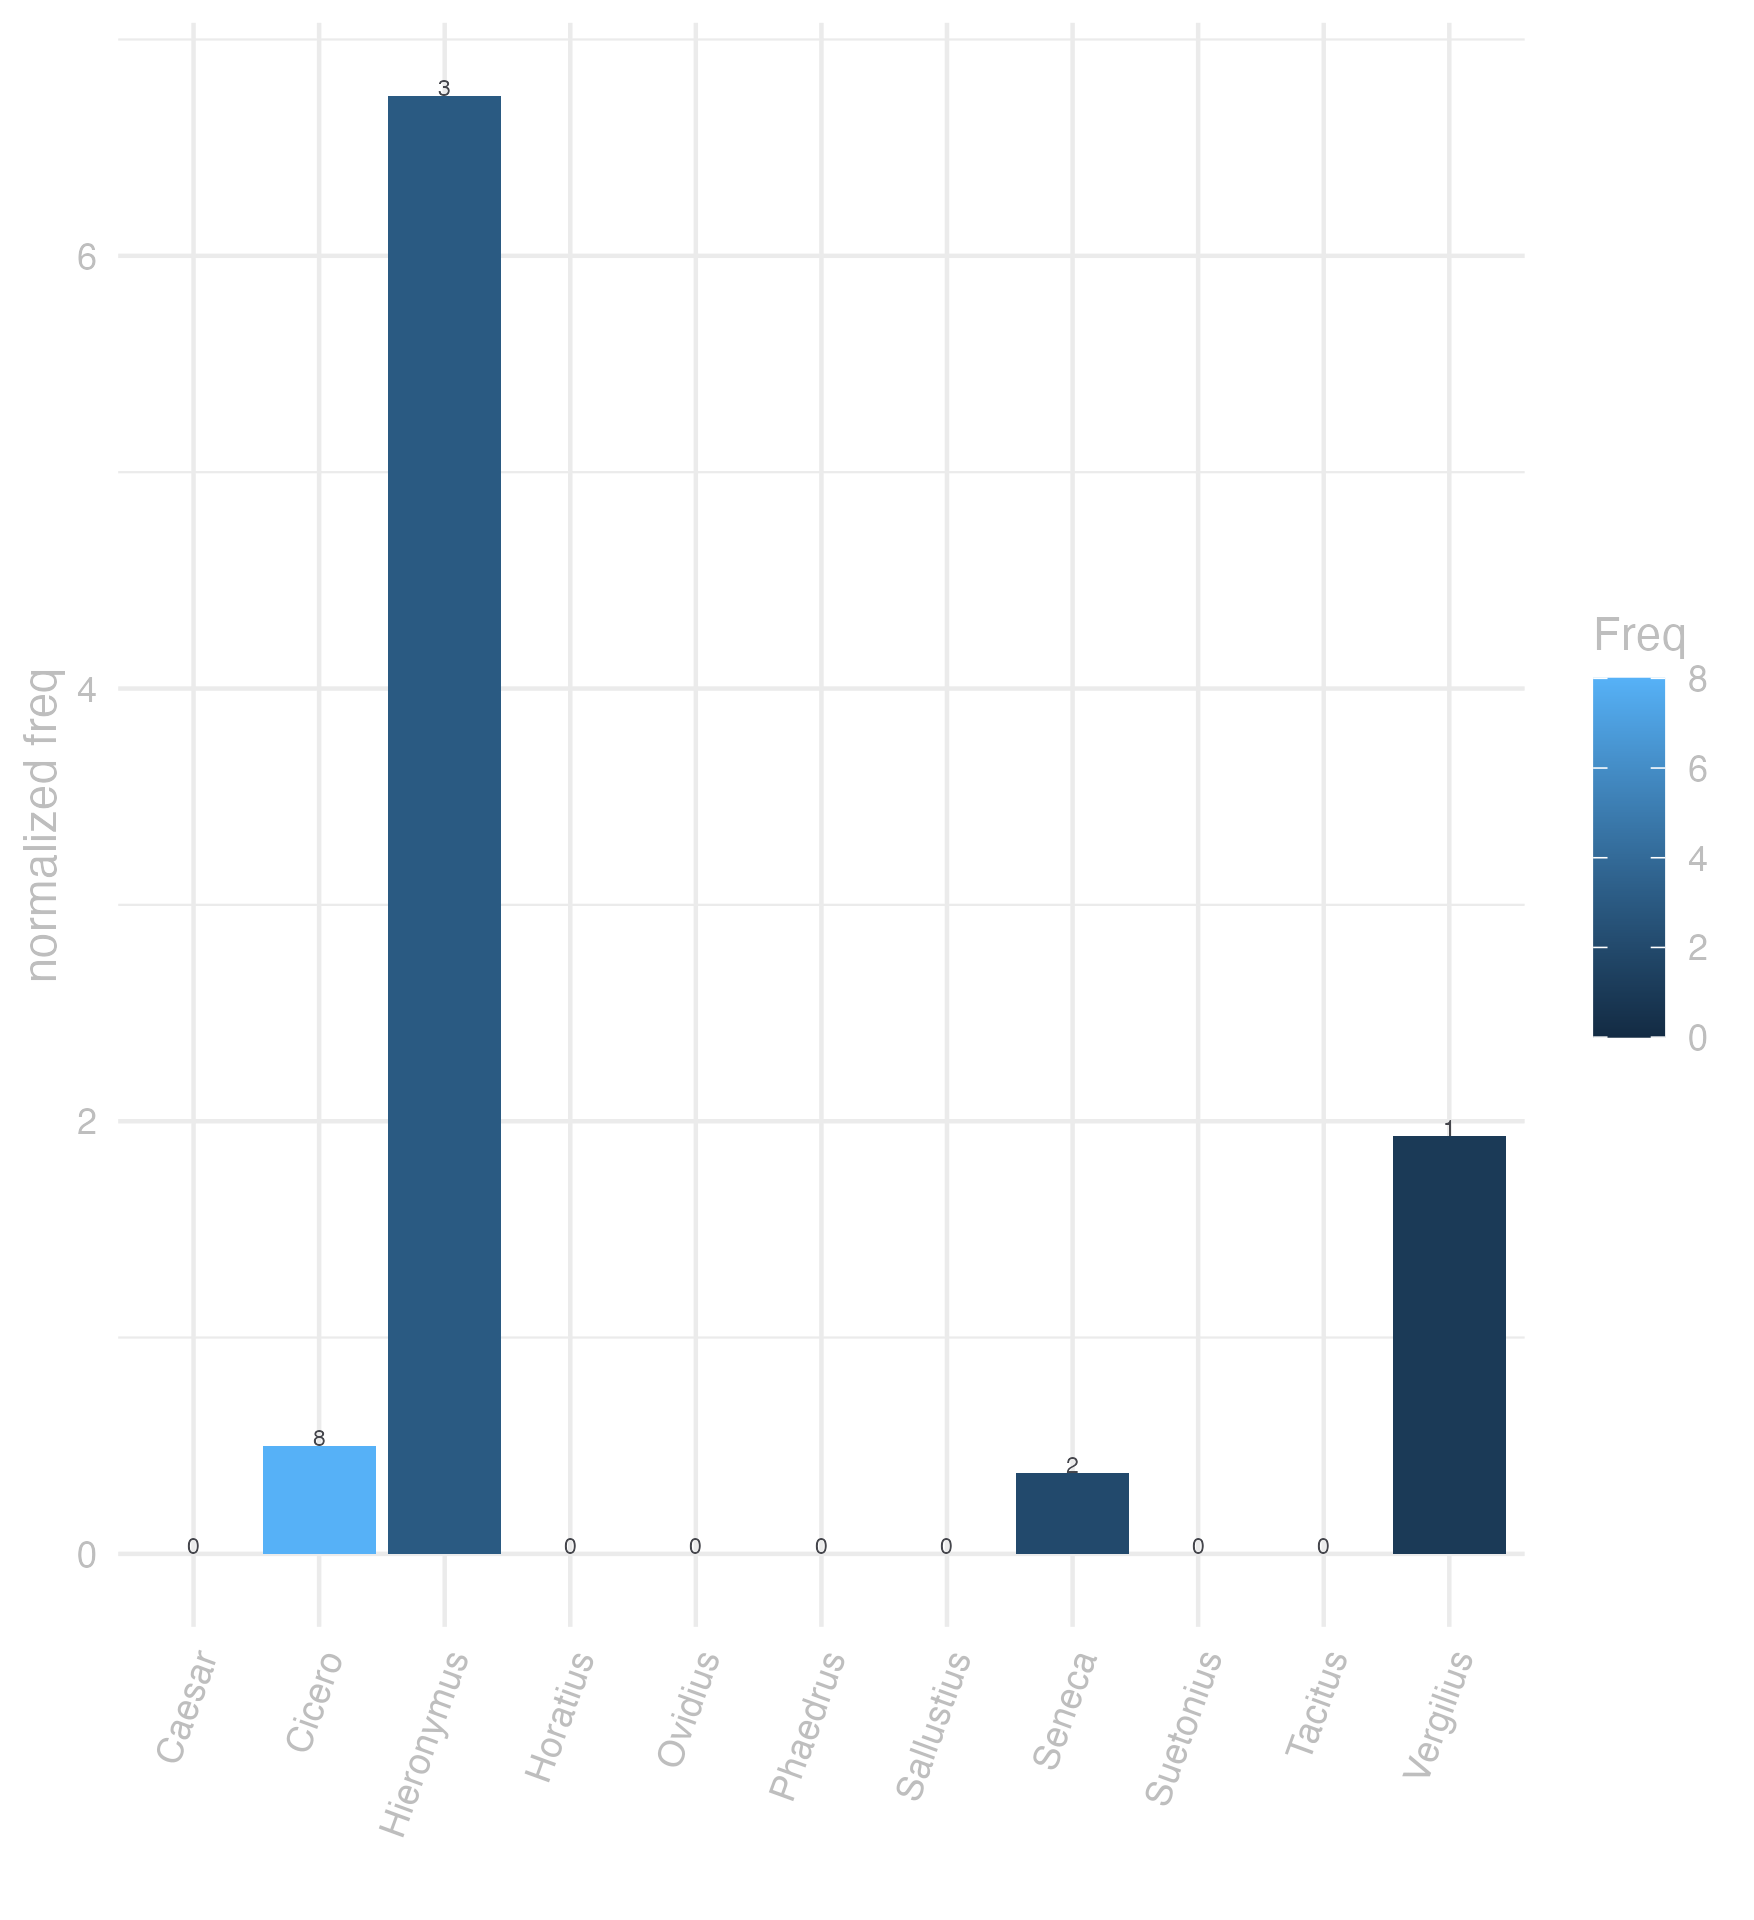 normalized freq
6
4
2
0
3
8
2
1
0
0
0
0
0
0
0
Caesar
Cicero
Hieronymus
Horatius
Ovidius
Phaedrus
Sallustius
Seneca
Suetonius
Tacitus
Vergilius
Freq
8
6
4
2
0